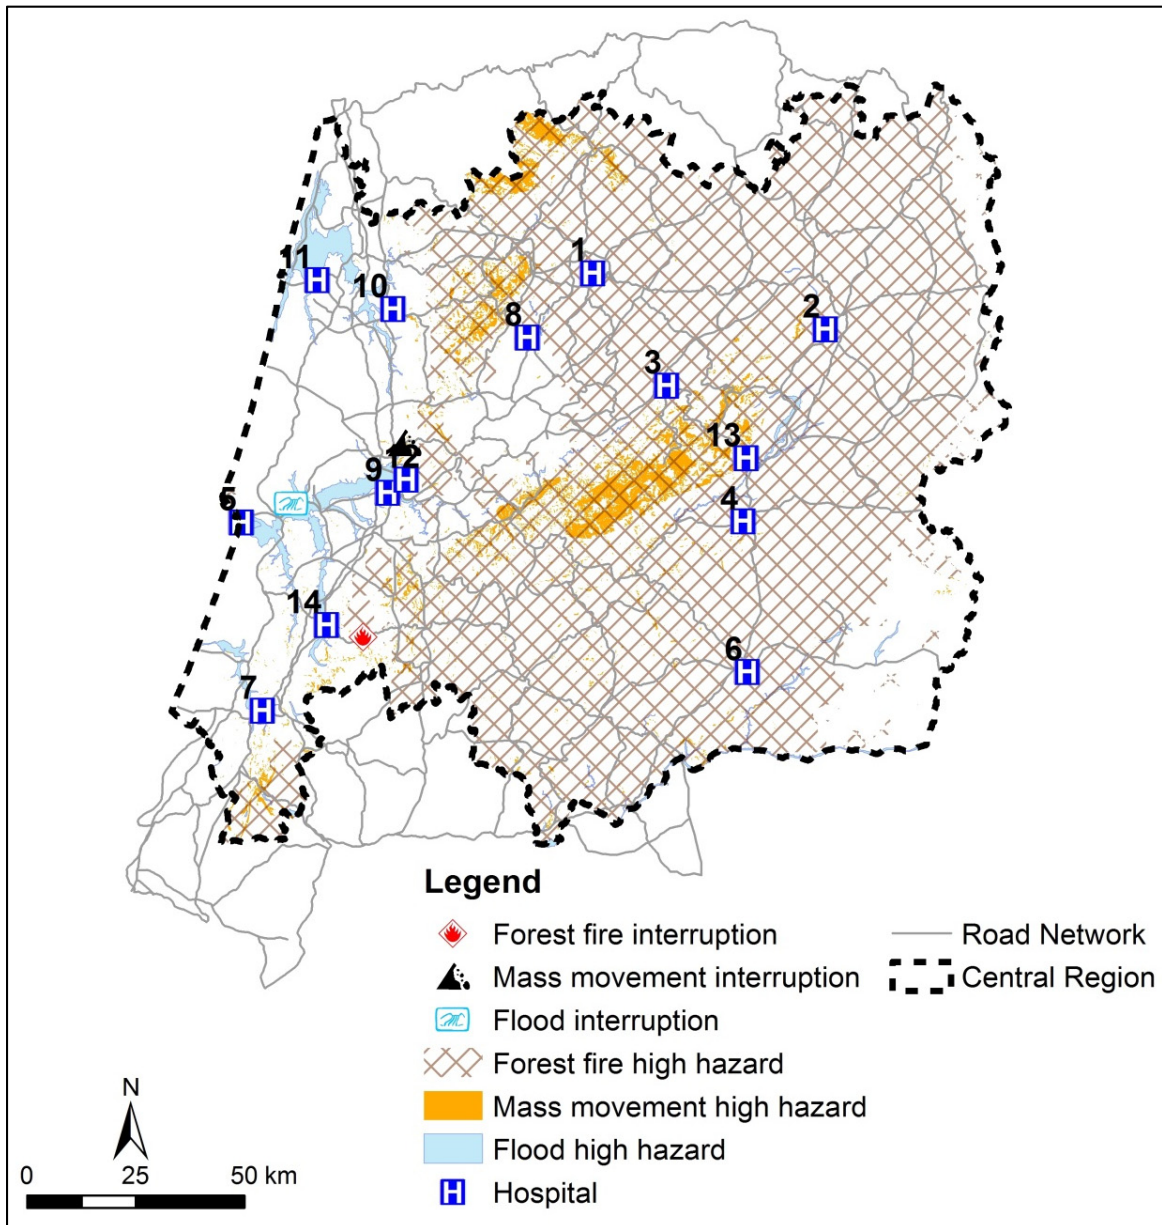 1
11
10
2
8
3
13
12
9
5
4
14
6
7
Legend
Forest fire interruption
Road Network
Mass movement interruption
Central Region
Flood interruption
Forest fire high hazard
Mass movement high hazard
Flood high hazard
H Hospital
N
0 25 50 km